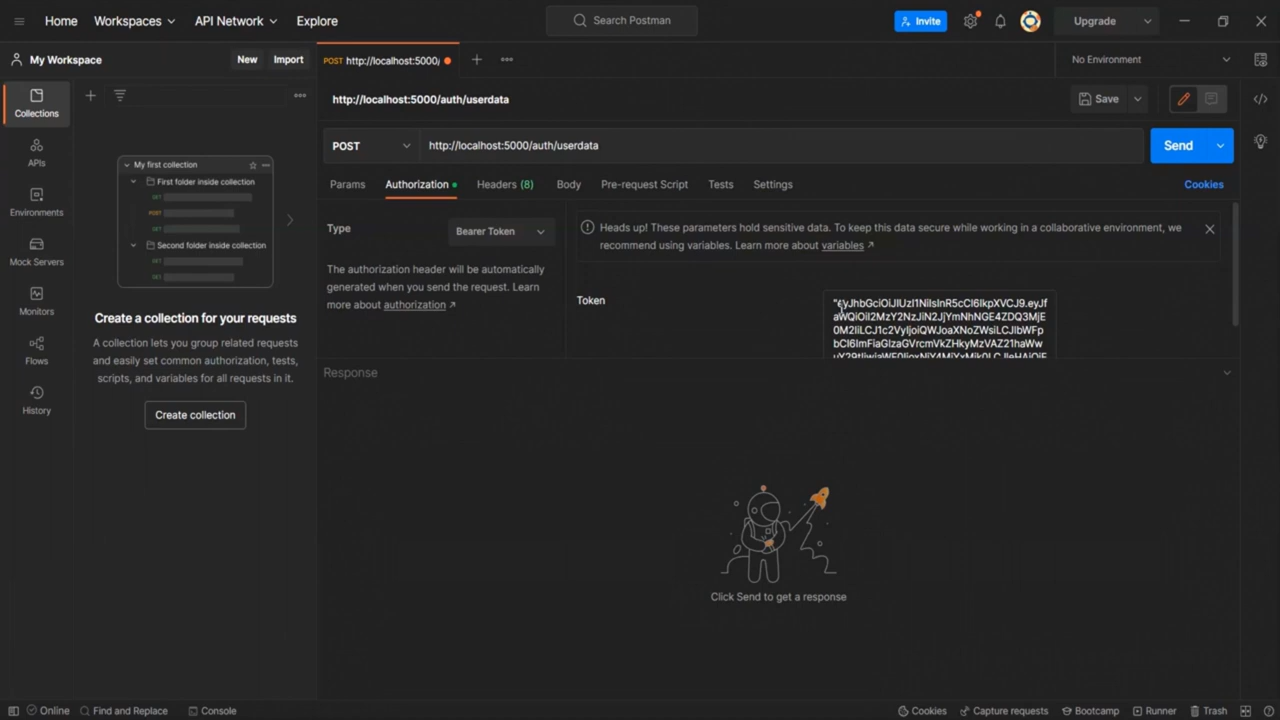 Home
Workspaces
API Network
Explore
Search Postman
Invite
Upgrade
My Workspace
New
Import
POST http://localhost:5000/
No Environment
http://localhost:5000/auth/userdata
Save
POST
http://localhost:5000/auth/userdata
Send
Params
Authorization
Headers (8)
Body
Pre-request Script
Tests
Settings
Cookies
Collections
APIs
Environments
Mock Servers
Monitors
Flows
History
My first collection
First folder inside collection
GET
POST
GET
Second folder inside collection
GET
GET
Create a collection for your requests
A collection lets you group related requests
and easily set common authorization, tests,
scripts, and variables for all requests in it.
Create collection
Type
Bearer Token
The authorization header will be automatically
generated when you send the request. Learn
more about authorization
Heads up! These parameters hold sensitive data. To keep this data secure while working in a collaborative environment, we
recommend using variables. Learn more about variables
Token
Response
Click Send to get a response
Online
Find and Replace
Console
Cookies
Capture requests
Bootcamp
Runner
Trash